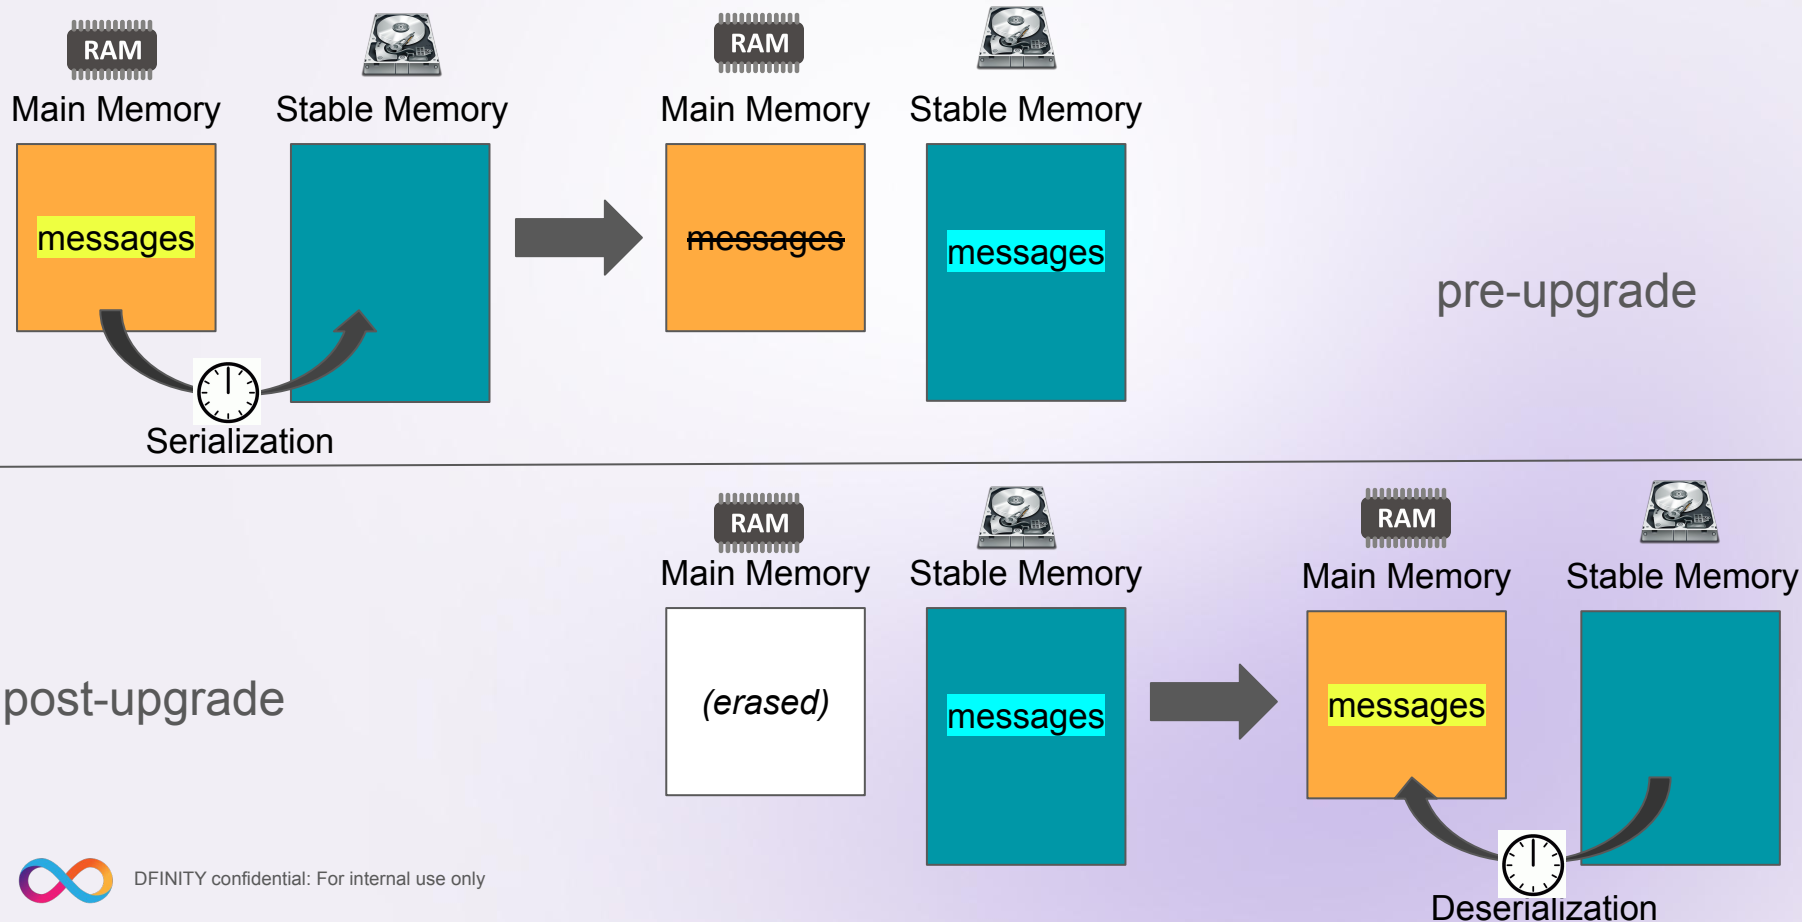 RAM
RAM
Main Memory
Stable Memory
Main Memory
Stable Memory
messages
messages
messages
pre-upgrade
Serialization
RAM
RAM
Main Memory
Stable Memory
Main Memory
Stable Memory
post-upgrade
(erased)
messages
messages
DFINITY confidential: For internal use only
Deserialization